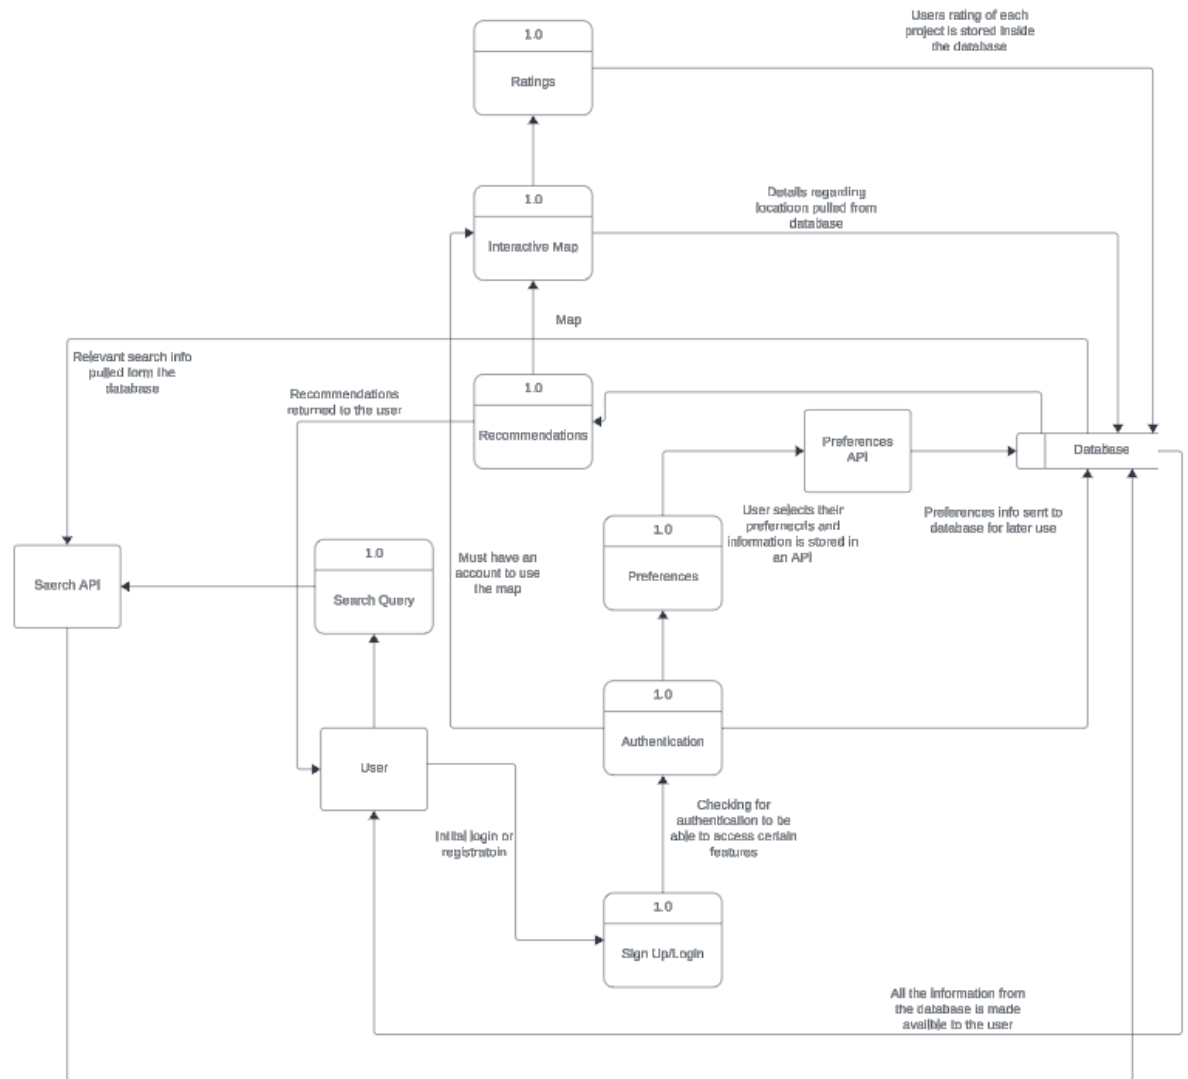 Users rating of each
project is stored inside
the database
1.0
Ratings
Details regarding
locatioon pulled from
database
1.0
Interactive Map
Map
Relevant search info
pulled form the
database
Recommendations
returned to the user
1.0
Recommendations
Preferences
API
Database
User selects their
prefernecds and
information is stored in
an API
Preferences info sent to
database for later use
1.0
Preferences
Must have an
account to use
the map
1.0
Search Query
Saerch API
1.0
Authentication
User
Checking for
authentication to be
able to access certain
features
Initial login or
registratoin
1.0
Sign Up/Login
All the information from
the database is made
availble to the user